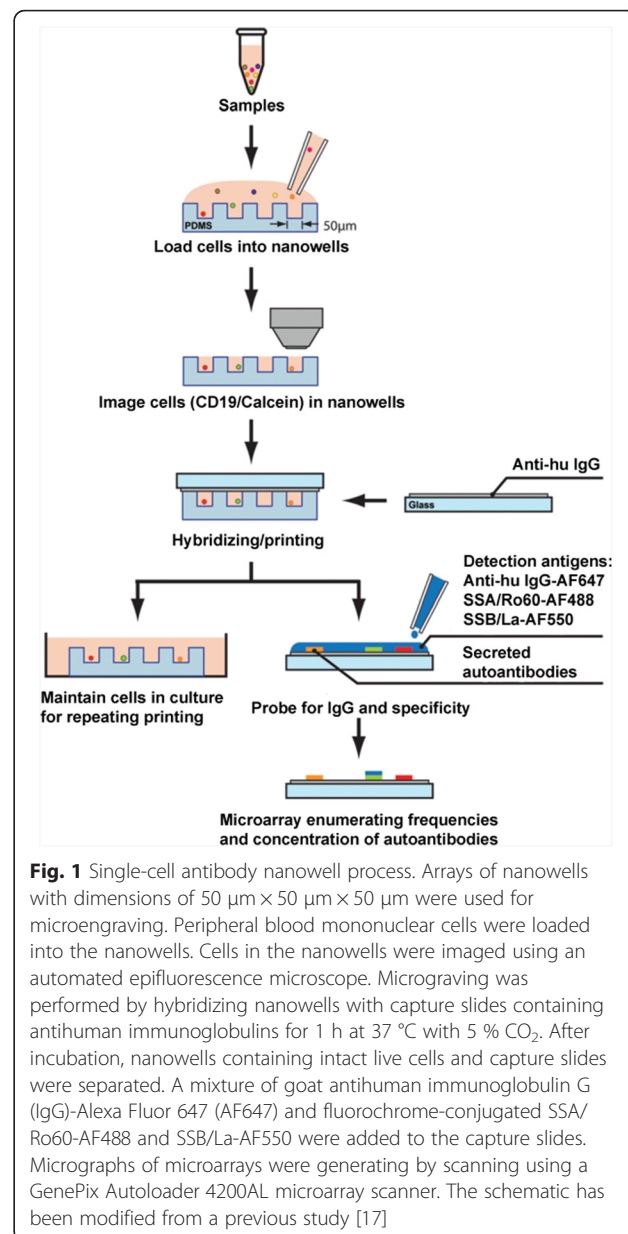 Samples
PDMS
50μm
Load cells into nanowells
Image cells (CD19/Calcein) in nanowells
Anti-hu IgG
Glass
Hybridizing/printing
Detection antigens:
Anti-hu IgG-AF647
SSA/Ro60-AF488
SSB/La-AF550
Secreted
autoantibodies
Maintain cells in culture
for repeating printing
Probe for IgG and specificity
Microarray enumerating frequencies
and concentration of autoantibodies
Fig. 1 Single-cell antibody nanowell process. Arrays of nanowells
with dimensions of 50 μm × 50 μm × 50 μm were used for
microengraving. Peripheral blood mononuclear cells were loaded
into the nanowells. Cells in the nanowells were imaged using an
automated epifluorescence microscope. Micrograving was
performed by hybridizing nanowells with capture slides containing
antihuman immunoglobulins for 1 h at 37 °C with 5 % CO₂. After
incubation, nanowells containing intact live cells and capture slides
were separated. A mixture of goat antihuman immunoglobulin G
(IgG)-Alexa Fluor 647 (AF647) and fluorochrome-conjugated SSA/
Ro60-AF488 and SSB/La-AF550 were added to the capture slides.
Micrographs of microarrays were generating by scanning using a
GenePix Autoloader 4200AL microarray scanner. The schematic has
been modified from a previous study [17]